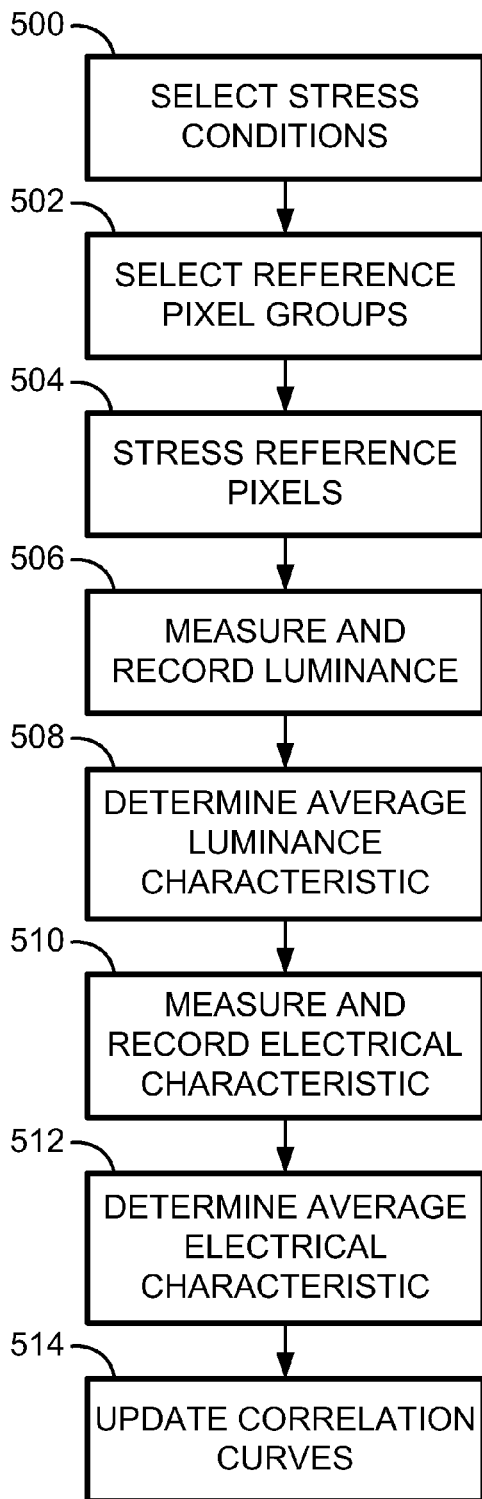 500
SELECT STRESS
CONDITIONS
502
SELECT REFERENCE
PIXEL GROUPS
504
STRESS REFERENCE
PIXELS
506
MEASURE AND
RECORD LUMINANCE
508
DETERMINE AVERAGE
LUMINANCE
CHARACTERISTIC
510
MEASURE AND
RECORD ELECTRICAL
CHARACTERISTIC
512
DETERMINE AVERAGE
ELECTRICAL
CHARACTERISTIC
514
UPDATE CORRELATION
CURVES